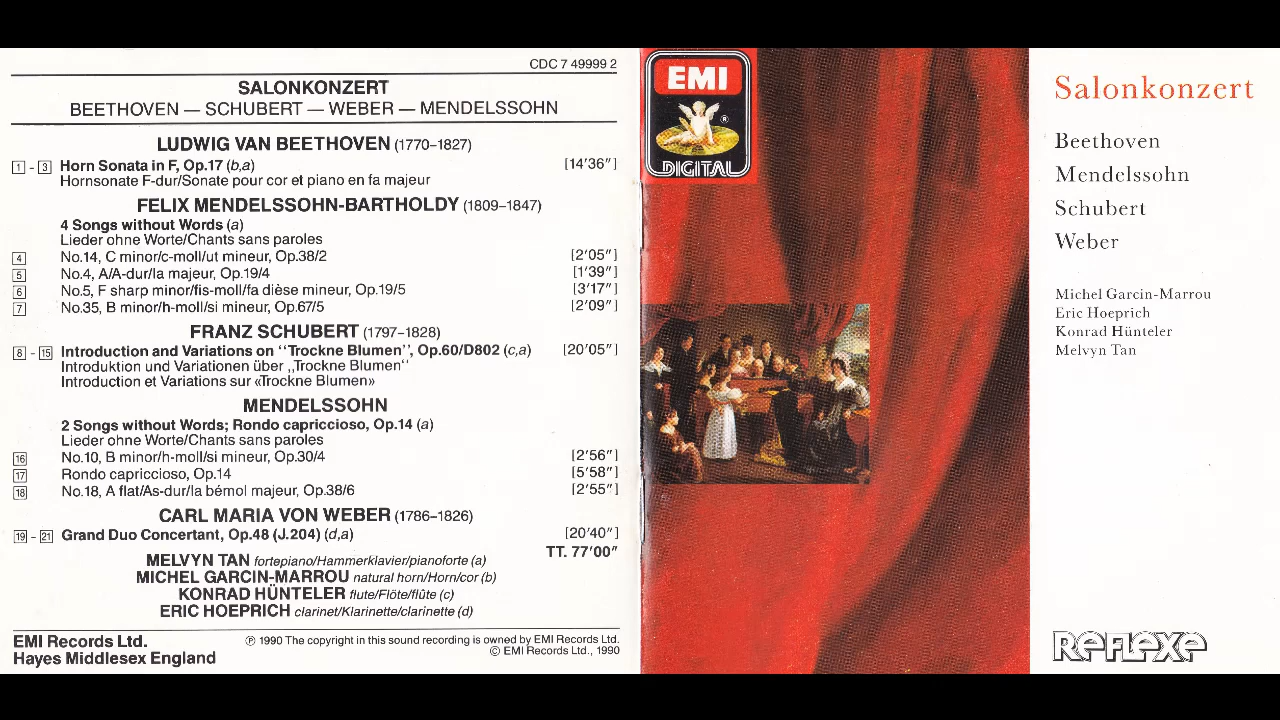 CDC 7 49999 2
SALONKONZERT
BEETHOVEN — SCHUBERT — WEBER — MENDELSSOHN
LUDWIG VAN BEETHOVEN (1770–1827)
1 - 3 Horn Sonata in F, Op.17 (b,a) [14′36″]
Hornsonate F-dur/Sonate pour cor et piano en fa majeur
FELIX MENDELSSOHN-BARTHOLDY (1809–1847)
4 Songs without Words (a)
Lieder ohne Worte/Chants sans paroles
4 No.14, C minor/c-moll/ut mineur, Op.38/2 [2′05″]
5 No.4, A/A-dur/la majeur, Op.19/4 [1′39″]
6 No.5, F sharp minor/fis-moll/fa dièse mineur, Op.19/5 [3′17″]
7 No.35, B minor/h-moll/si mineur, Op.67/5 [2′09″]
FRANZ SCHUBERT (1797–1828)
8 - 15 Introduction and Variations on ‘‘Trockne Blumen’’, Op.60/D802 (c,a) [20′05″]
Introduktion und Variationen über ,,Trockne Blumen‘‘
Introduction et Variations sur «Trockne Blumen»
MENDELSSOHN
2 Songs without Words; Rondo capriccioso, Op.14 (a)
Lieder ohne Worte/Chants sans paroles
16 No.10, B minor/h-moll/si mineur, Op.30/4 [2′56″]
17 Rondo capriccioso, Op.14 [5′58″]
18 No.18, A flat/As-dur/la bémol majeur, Op.38/6 [2′55″]
CARL MARIA VON WEBER (1786–1826)
19 - 21 Grand Duo Concertant, Op.48 (J.204) (d,a) [20′40″]
TT. 77′00″
MELVYN TAN fortepiano/Hammerklavier/pianoforte (a)
MICHEL GARCIN-MARROU natural horn/Horn/cor (b)
KONRAD HÜNTELER flute/Flöte/flûte (c)
ERIC HOEPRICH clarinet/Klarinette/clarinette (d)
EMI Records Ltd.
Hayes Middlesex England
℗ 1990 The copyright in this sound recording is owned by EMI Records Ltd.
© EMI Records Ltd., 1990
EMI
®
DIGITAL
Salonkonzert
Beethoven
Mendelssohn
Schubert
Weber
Michel Garcin-Marrou
Eric Hoeprich
Konrad Hünteler
Melvyn Tan
REFLEXE